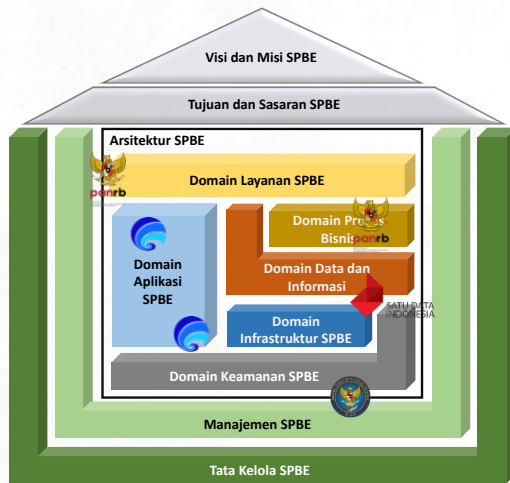 Visi dan Misi SPBE
Tujuan dan Sasaran SPBE
Arsitektur SPBE
Domain Layanan SPBE
panrb
Domain
Aplikasi
SPBE
Domain Proses
Bisnis
panrb
Domain Data dan
Informasi
SATU DATA
INDONESIA
Domain
Infrastruktur SPBE
Domain Keamanan SPBE
Manajemen SPBE
Tata Kelola SPBE